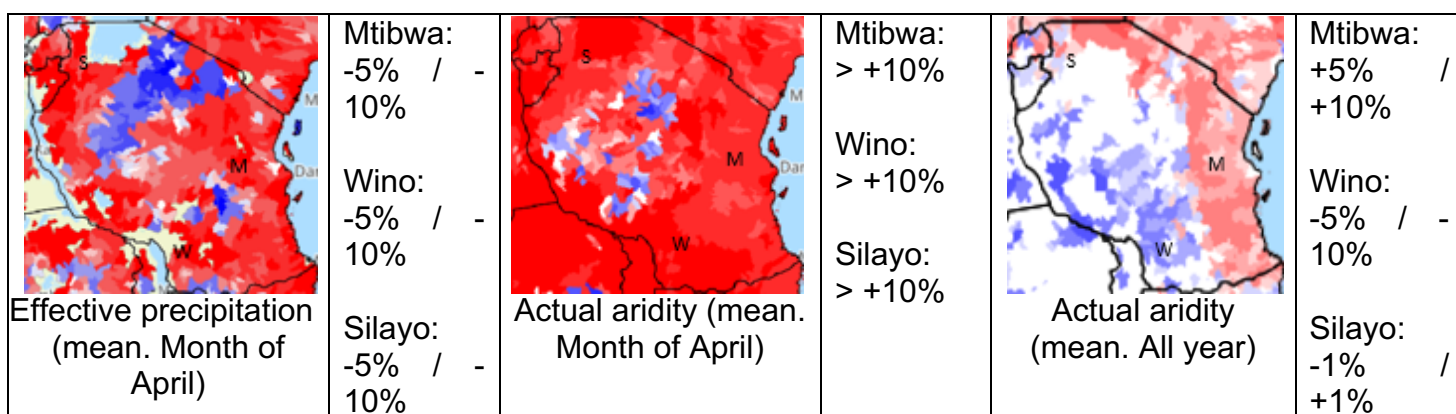 S
M
Dar
M
W
Effective precipitation
(mean. Month of
April)
Mtibwa:
-5% / -
10%
Wino:
-5% / -
10%
Silayo:
-5% / -
10%
S
M
Dar
M
W
Actual aridity (mean.
Month of April)
Mtibwa:
> +10%
Wino:
> +10%
Silayo:
> +10%
S
M
W
Actual aridity
(mean. All year)
Mtibwa:
+5% /
+10%
Wino:
-5% / -
10%
Silayo:
-1% /
+1%